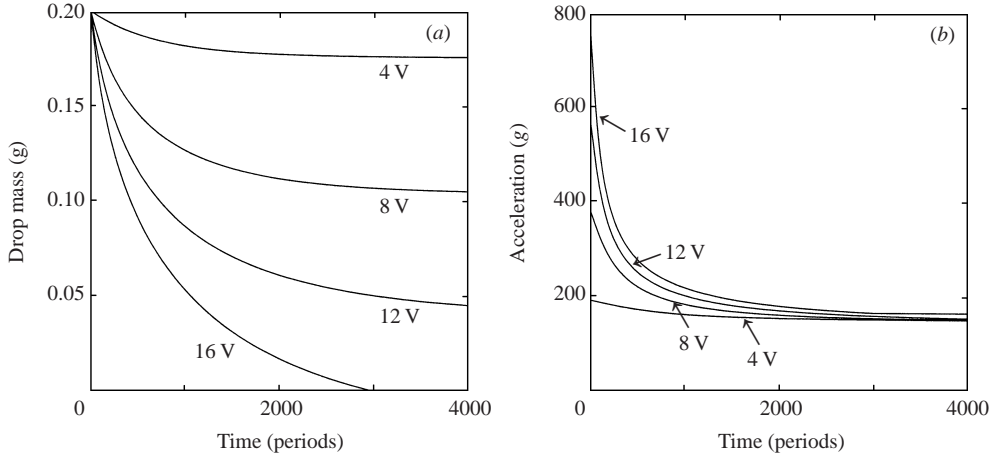 (a)
Drop mass (g)
0.20
0.15
0.10
0.05
0
2000
4000
Time (periods)
4 V
8 V
12 V
16 V
(b)
Acceleration (g)
800
600
400
200
0
2000
4000
Time (periods)
16 V
12 V
8 V
4 V